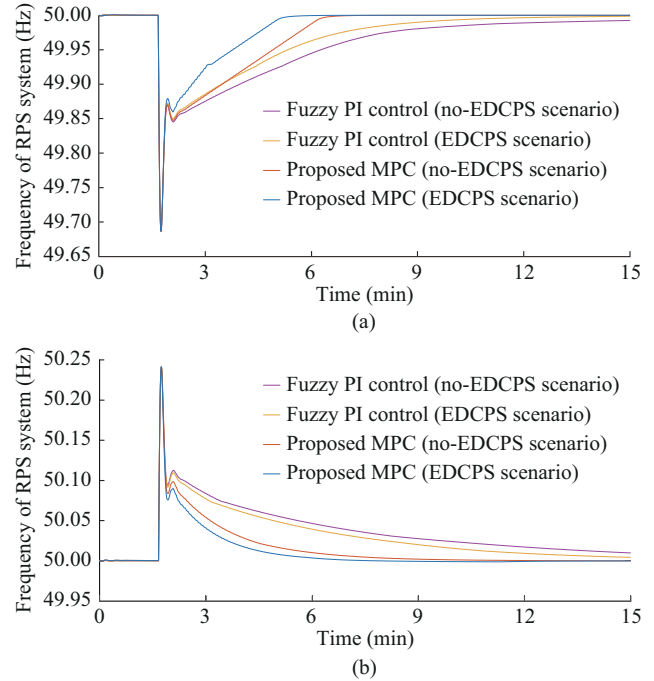 Frequency of RPS system (Hz)
50.00
49.95
49.90
49.85
49.80
49.75
49.70
49.65
Fuzzy PI control (no-EDCPS scenario)
Fuzzy PI control (EDCPS scenario)
Proposed MPC (no-EDCPS scenario)
Proposed MPC (EDCPS scenario)
0 3 6 9 12 15
Time (min)
(a)
Frequency of RPS system (Hz)
50.25
50.20
50.15
50.10
50.05
50.00
49.95
Fuzzy PI control (no-EDCPS scenario)
Fuzzy PI control (EDCPS scenario)
Proposed MPC (no-EDCPS scenario)
Proposed MPC (EDCPS scenario)
0 3 6 9 12 15
Time (min)
(b)